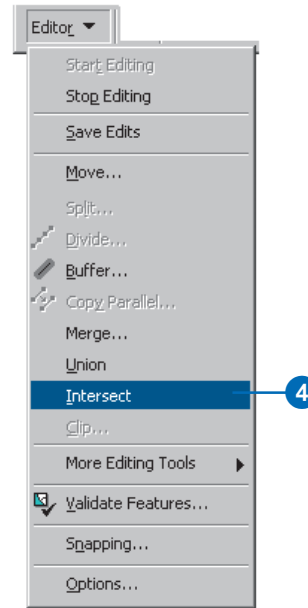 Editor
Start Editing
Stop Editing
Save Edits
Move...
Split...
Divide...
Buffer...
Copy Parallel...
Merge...
Union
Intersect
4
Clip...
More Editing Tools
Validate Features...
Snapping...
Options...